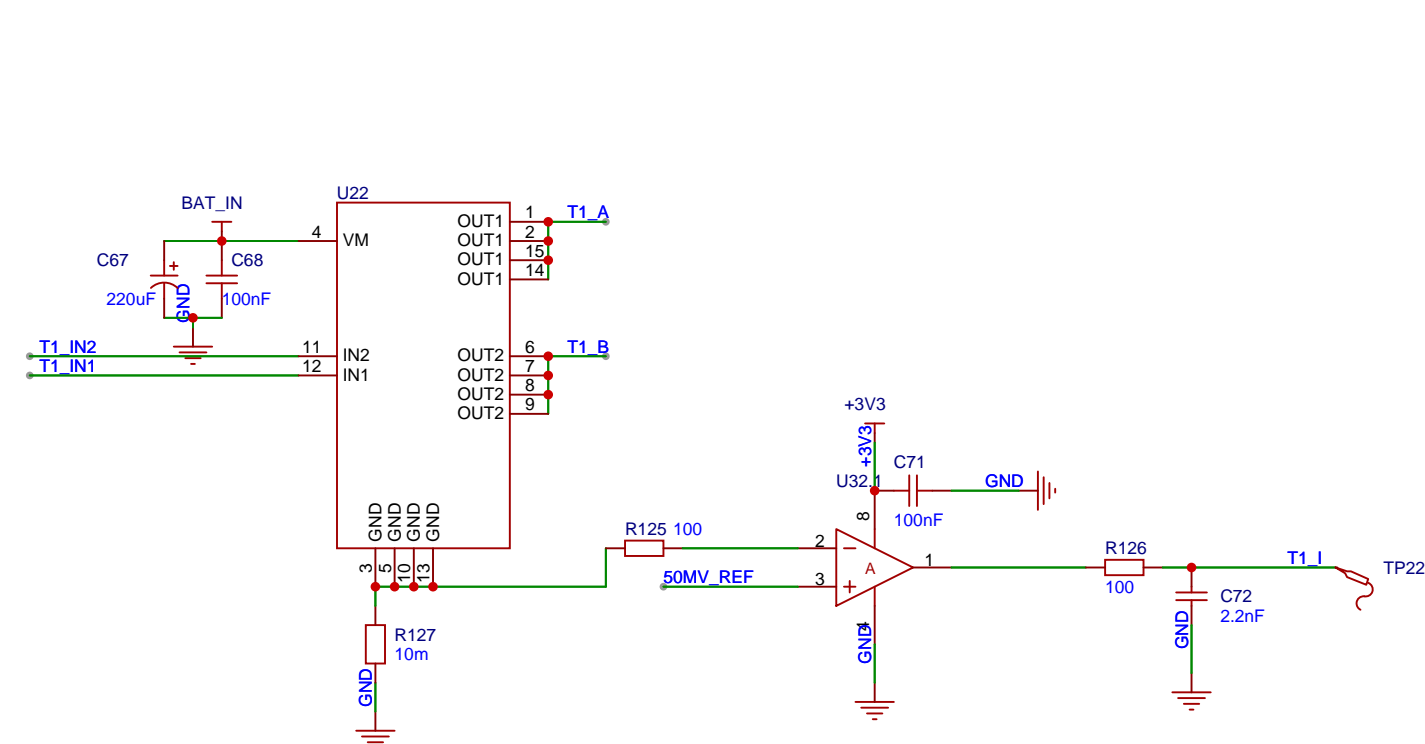 U22
BAT_IN
4
VM
C67
+
220uF
GND
C68
100nF
T1_IN2
11
IN2
T1_IN1
12
IN1
OUT1
1
T1_A
OUT1
2
OUT1
15
OUT1
14
OUT2
6
T1_B
OUT2
7
OUT2
8
OUT2
9
GND
GND
GND
GND
3
5
10
13
R127
10m
GND
R125 100
50MV_REF
+3V3
+3V3
U32.1
C71
100nF
GND
8
2
3
A
1
4
GND
R126
100
T1_I
TP22
C72
2.2nF
GND